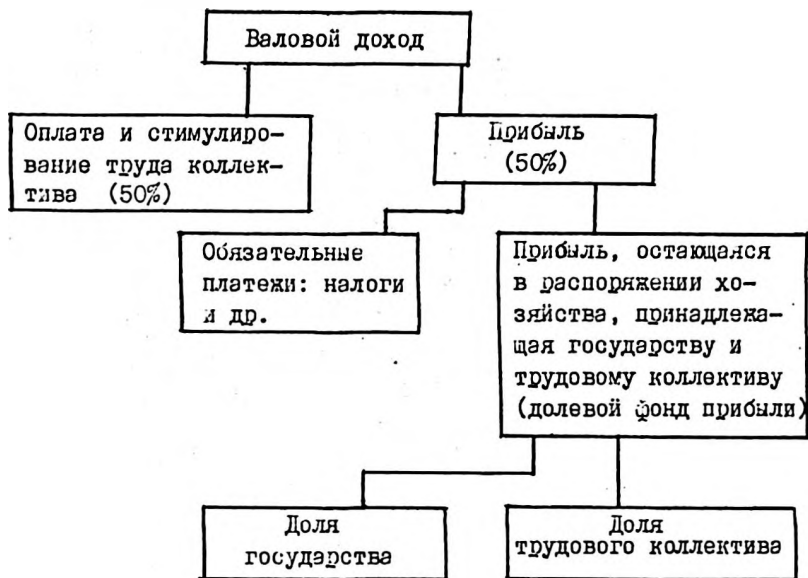 Валовой доход
Оплата и стимулиро-
вание труда коллек-
тива (50%)
Прибыль
(50%)
Обязательные
платежи: налоги
и др.
Прибыль, остающаяся
в распоряжении хо-
зяйства, принадлежа-
щая государству и
трудовому коллективу
(долевой фонд прибыли)
Доля
государства
Доля
трудового коллектива